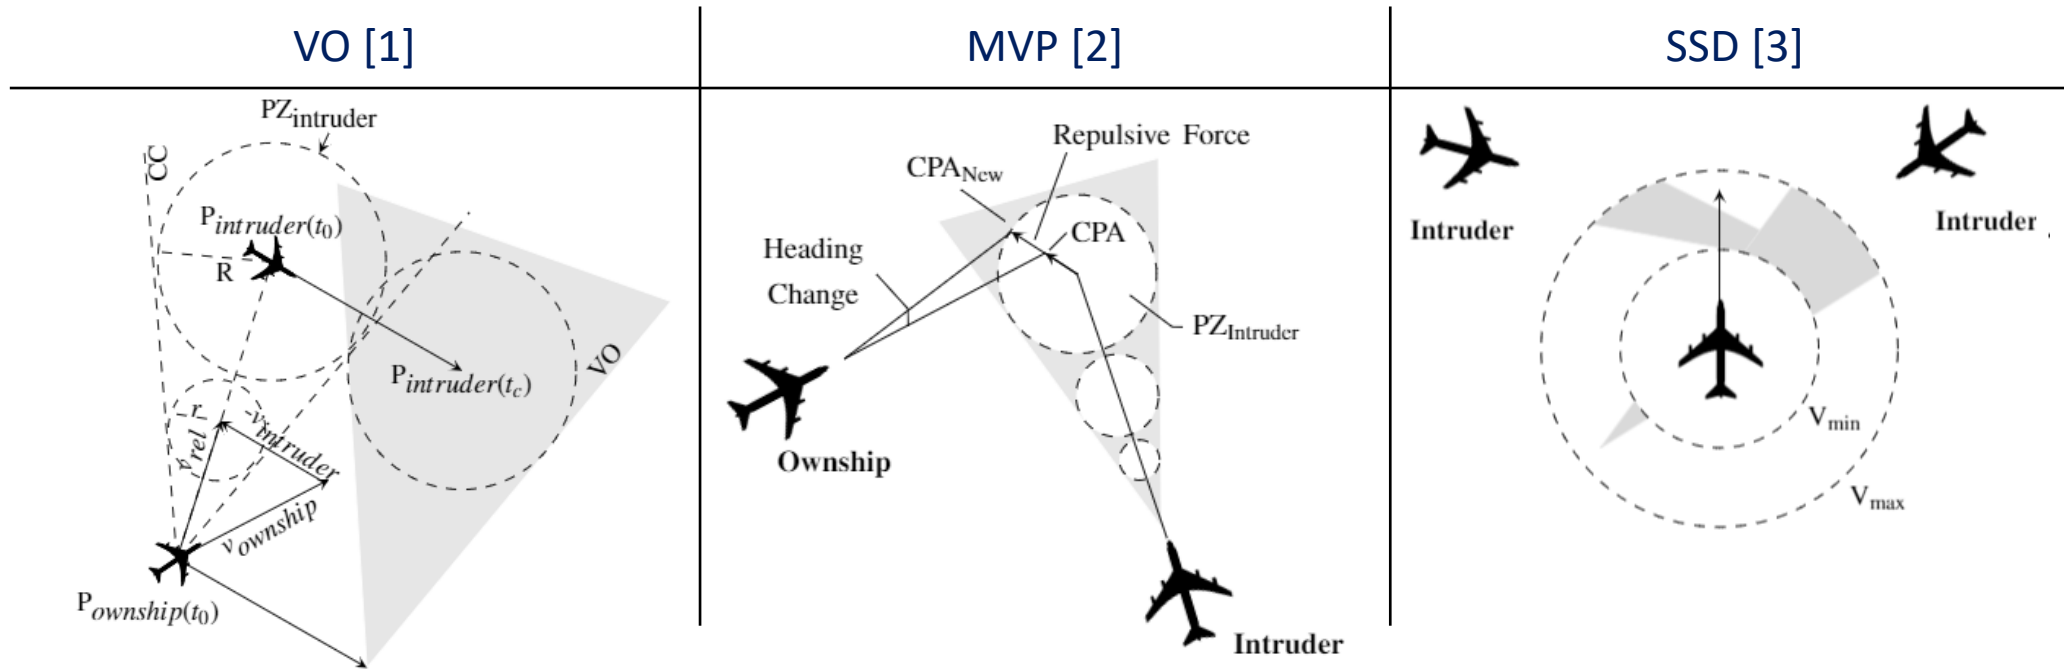 VO [1]
MVP [2]
SSD [3]
PZintruder
CC
Pintruder(t0)
R
Pintruder(tc)
VO
r
vrel
vintruder
vownship
Pownship(t0)
Repulsive Force
CPANew
CPA
Heading
Change
PZIntruder
Ownship
Intruder
Intruder
Intruder
Vmin
Vmax